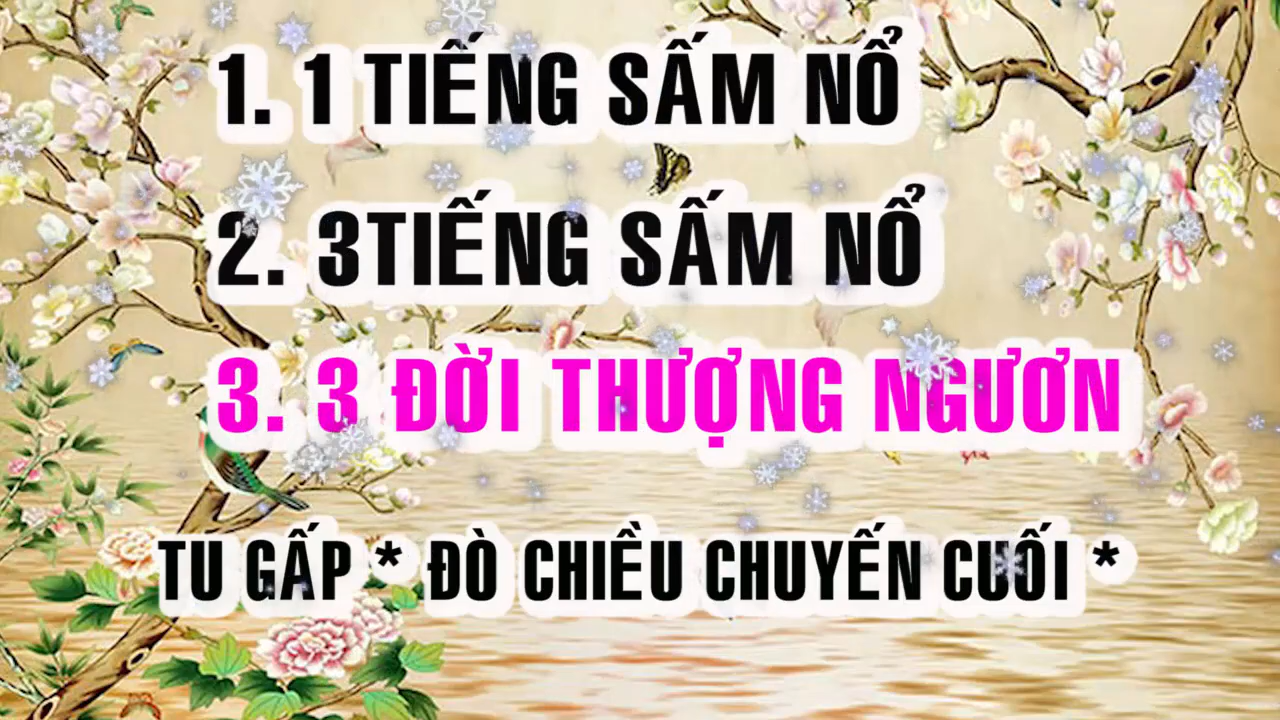 1. 1 TIẾNG SẤM NỔ
2. 3TIẾNG SẤM NỔ
3. 3 ĐỜI THƯỢNG NGƯƠN
TU GẤP * ĐÒ CHIỀU CHUYẾN CUỐI *